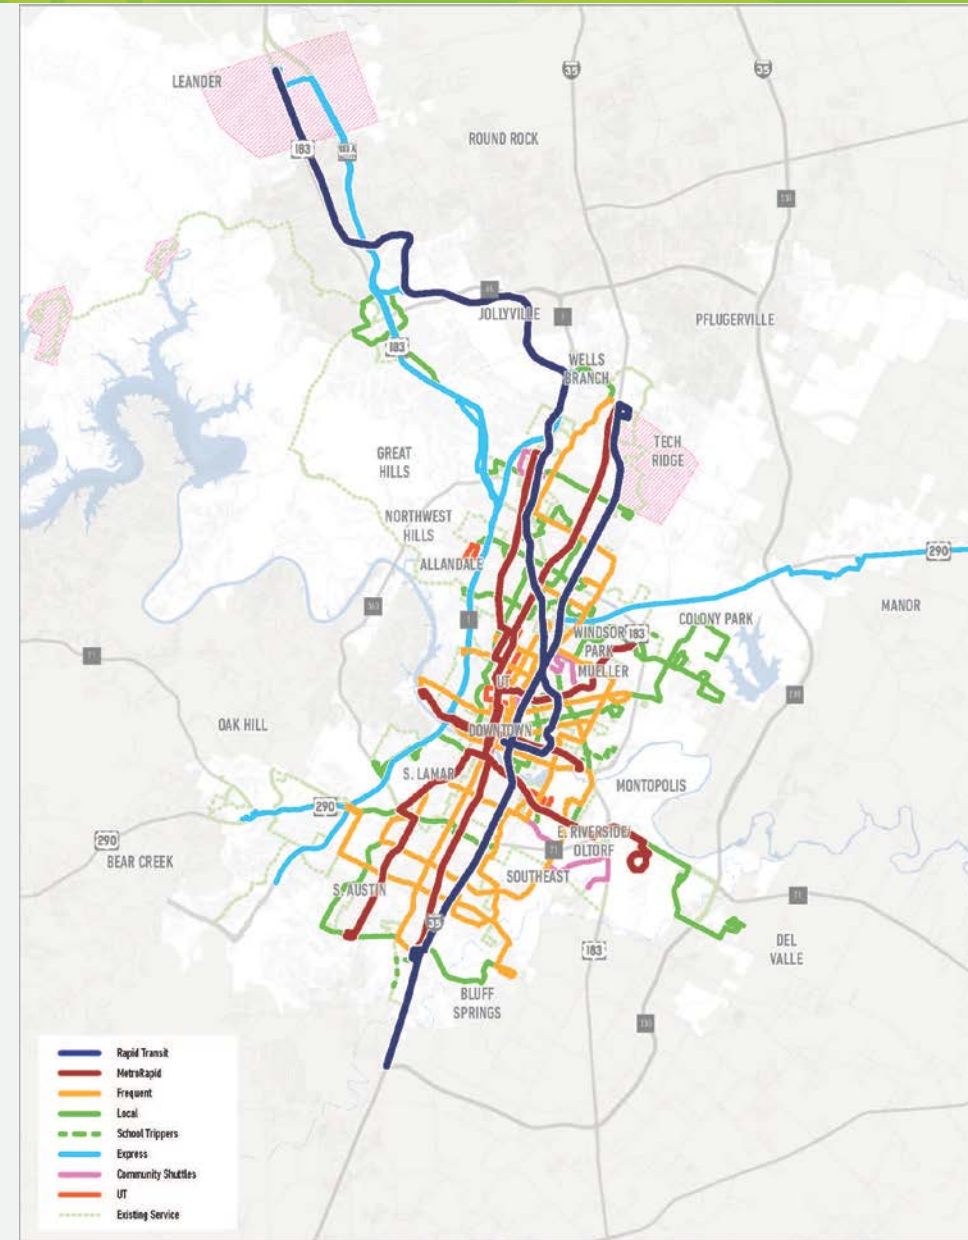 35
35
LEANDER
ROUND ROCK
183
183 A
130
45
JOLLYVILLE
1
PFLUGERVILLE
183
WELLS
BRANCH
TECH
RIDGE
GREAT
HILLS
NORTHWEST
HILLS
ALLANDALE
290
360
1
MANOR
COLONY PARK
WINDSOR
PARK
183
MUELLER
71
UT
130
OAK HILL
DOWNTOWN
S. LAMAR
MONTOPOLIS
290
290
BEAR CREEK
E. RIVERSIDE/
OLTORF
71
SOUTHEAST
S. AUSTIN
71
35
183
DEL
VALLE
BLUFF
SPRINGS
130
Rapid Transit
MetroRapid
Frequent
Local
School Trippers
Express
Community Shuttles
UT
Existing Service